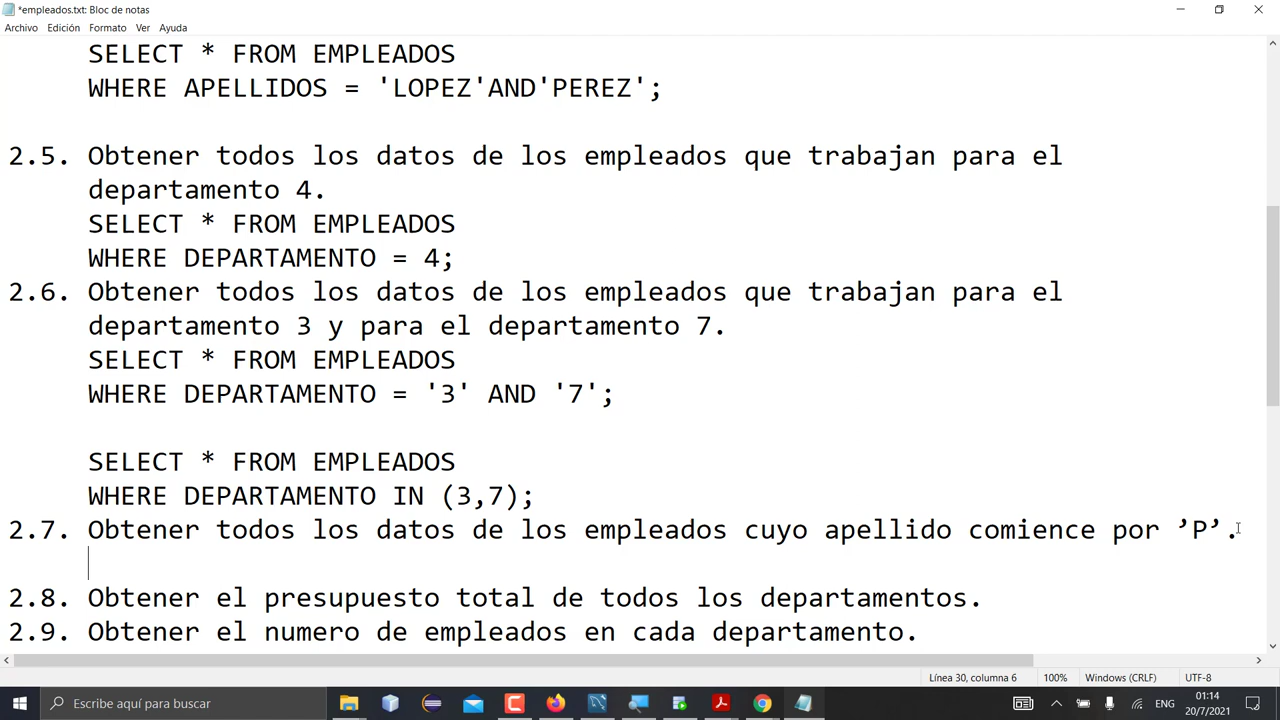 *empleados.txt: Bloc de notas
Archivo Edición Formato Ver Ayuda
SELECT * FROM EMPLEADOS
WHERE APELLIDOS = 'LOPEZ'AND'PEREZ';
2.5. Obtener todos los datos de los empleados que trabajan para el
departamento 4.
SELECT * FROM EMPLEADOS
WHERE DEPARTAMENTO = 4;
2.6. Obtener todos los datos de los empleados que trabajan para el
departamento 3 y para el departamento 7.
SELECT * FROM EMPLEADOS
WHERE DEPARTAMENTO = '3' AND '7';
SELECT * FROM EMPLEADOS
WHERE DEPARTAMENTO IN (3,7);
2.7. Obtener todos los datos de los empleados cuyo apellido comience por ’P’.
2.8. Obtener el presupuesto total de todos los departamentos.
2.9. Obtener el numero de empleados en cada departamento.
Línea 30, columna 6 100% Windows (CRLF) UTF-8
Escribe aquí para buscar ENG 01:14
20/7/2021